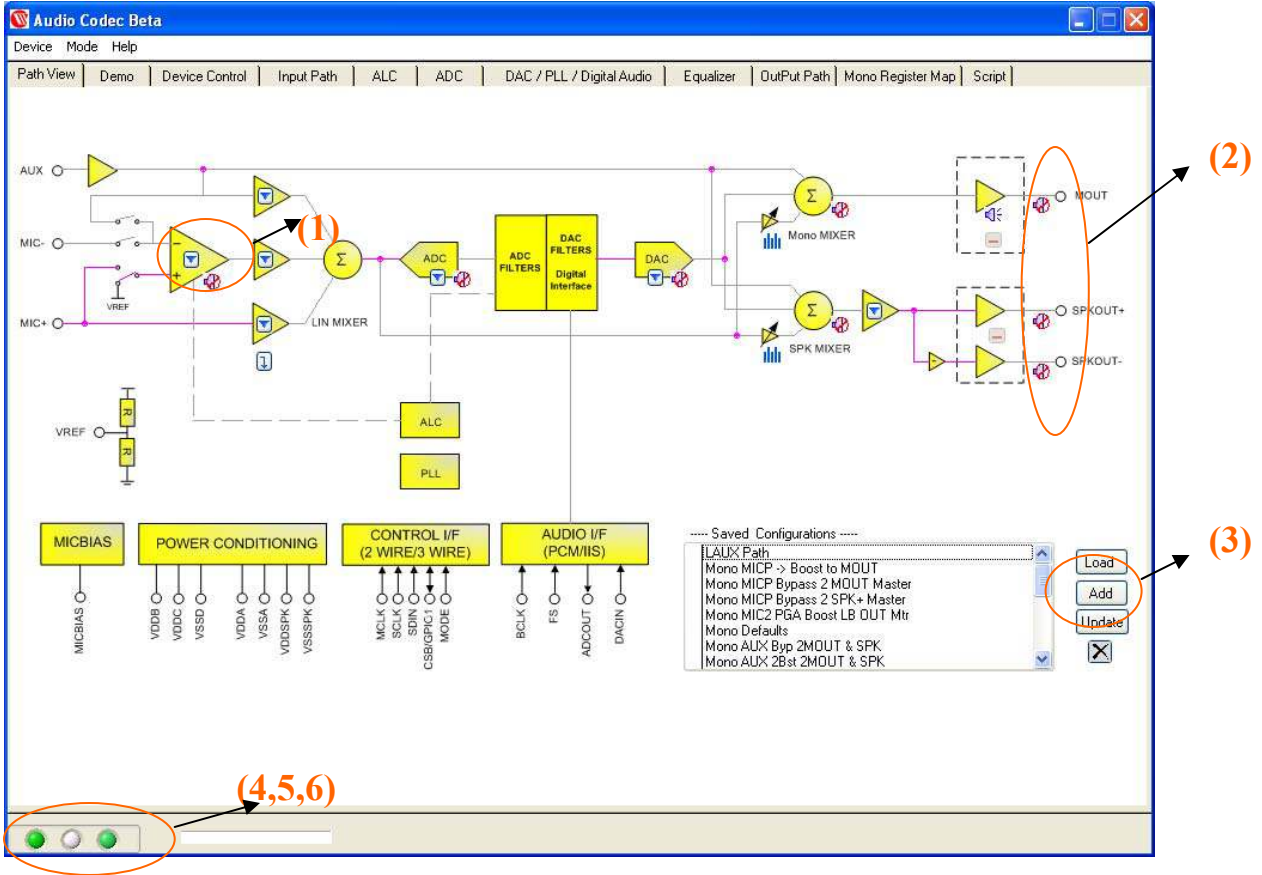 Audio Codec Beta
Device Mode Help
Path View Demo Device Control Input Path ALC ADC DAC / PLL / Digital Audio Equalizer OutPut Path Mono Register Map Script
(2)
AUX
MOUT
(1)
Σ
Mono MIXER
MIC-
−
+
VREF
Σ
ADC
ADC FILTERS
DAC FILTERS
Digital Interface
DAC
MIC+
LIN MIXER
Σ
SPK MIXER
SPKOUT+
SPKOUT-
-
R
VREF
R
ALC
PLL
MICBIAS
POWER CONDITIONING
CONTROL I/F
(2 WIRE/3 WIRE)
AUDIO I/F
(PCM/IIS)
MICBIAS
VDDB
VDDC
VSSD
VDDA
VSSA
VDDSPK
VSSSPK
MCLK
SCLK
SDIN
CSB/GPIC1
MODE
BCLK
FS
ADCOUT
DACIN
----- Saved Configurations -----
LAUX Path
Mono MICP -> Boost to MOUT
Mono MICP Bypass 2 MOUT Master
Mono MICP Bypass 2 SPK+ Master
Mono MIC2 PGA Boost LB OUT Mtr
Mono Defaults
Mono AUX Byp 2MOUT & SPK
Mono AUX 2Bst 2MOUT & SPK
Load
Add
Update
(3)
(4,5,6)